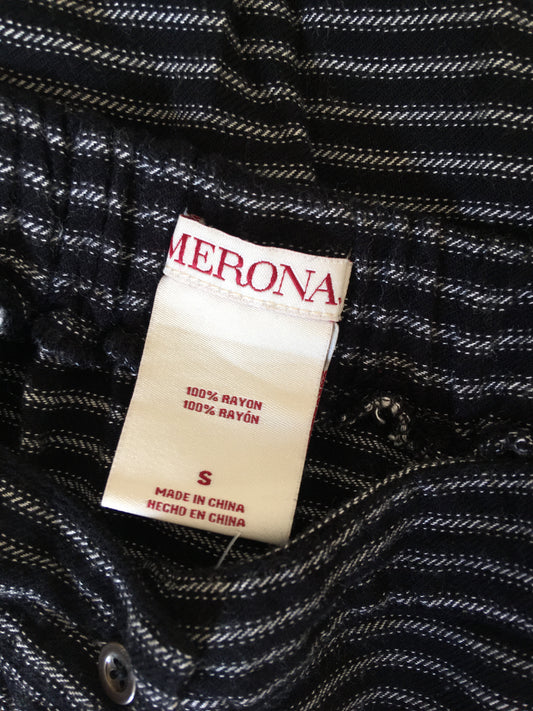 MERONA
100% RAYON
100% RAYÓN
S
MADE IN CHINA
HECHO EN CHINA